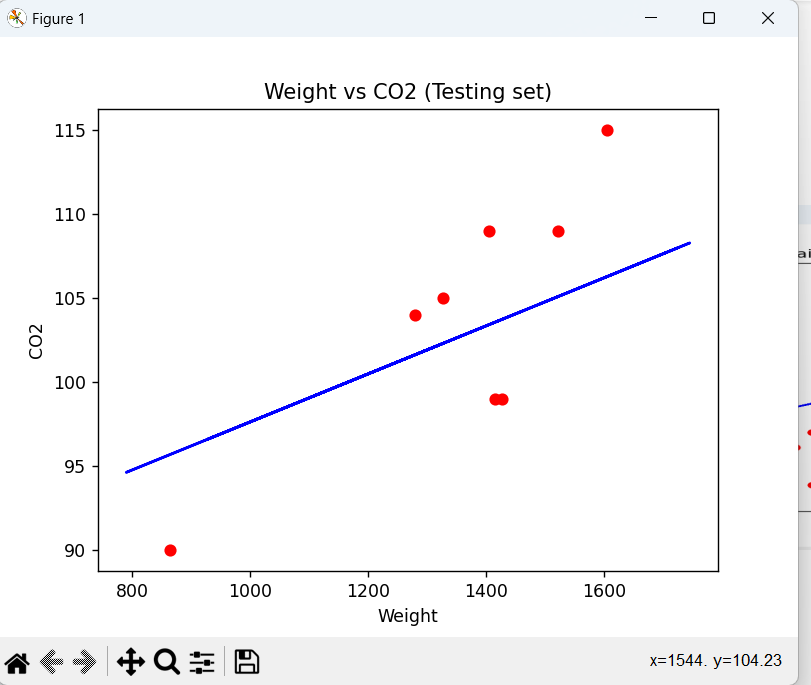 Figure 1
Weight vs CO2 (Testing set)
115
110
105
100
95
90
CO2
800 1000 1200 1400 1600
Weight
x=1544. y=104.23
ai